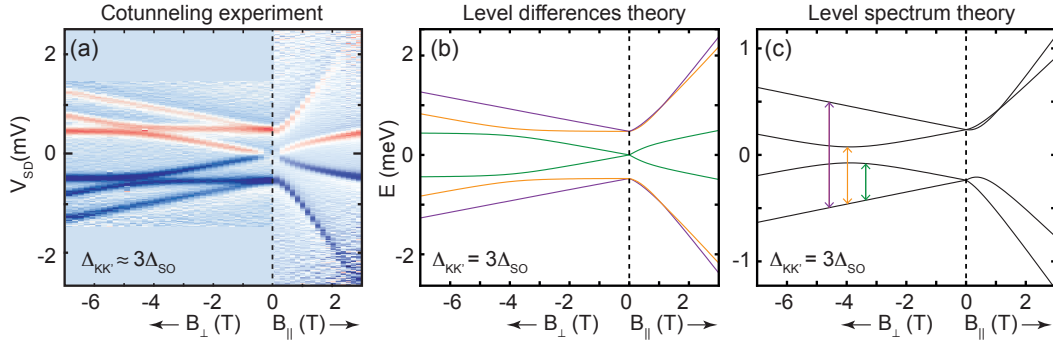 Cotunneling experiment
Level differences theory
Level spectrum theory
(a)
2
0
-2
V_SD(mV)
Δ_KK' ≈ 3Δ_SO
-6 -4 -2 0 2
← B_⊥ (T) B_|| (T) →
(b)
2
0
-2
E (meV)
Δ_KK' = 3Δ_SO
-6 -4 -2 0 2
← B_⊥ (T) B_|| (T) →
(c)
1
0
-1
Δ_KK' = 3Δ_SO
-6 -4 -2 0 2
← B_⊥ (T) B_|| (T) →